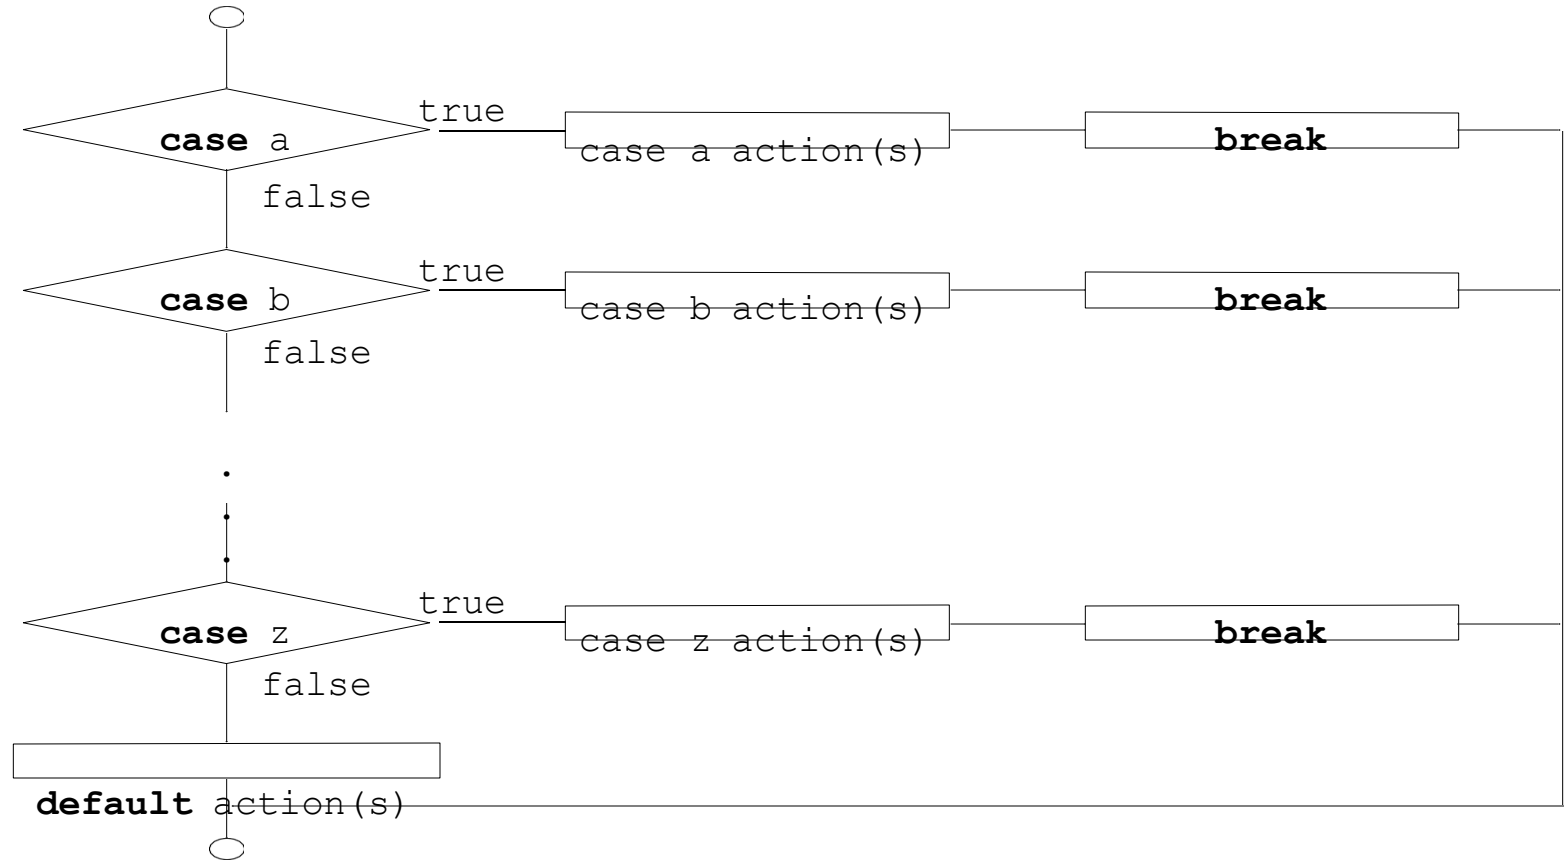 true
case a
case a action(s)
break
false
true
case b
case b action(s)
break
false
true
case z
case z action(s)
break
false
default action(s)